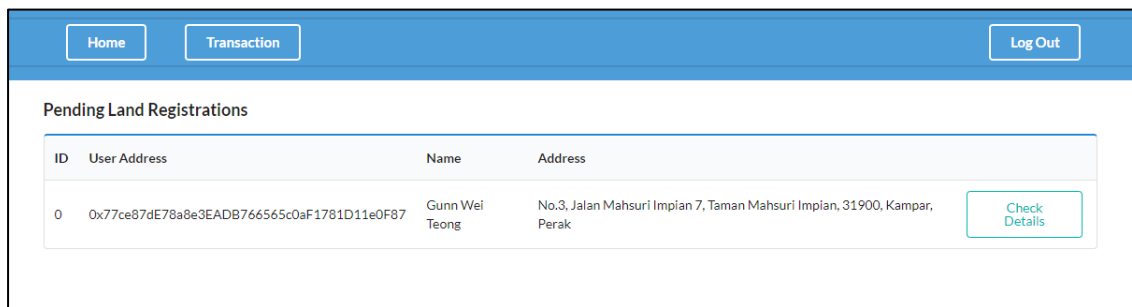 Home Transaction Log Out
Pending Land Registrations
ID User Address Name Address
0 0x77ce87dE78a8e3EADB766565c0aF1781D11e0F87 Gunn Wei Teong No.3, Jalan Mahsuri Impian 7, Taman Mahsuri Impian, 31900, Kampar, Perak Check Details